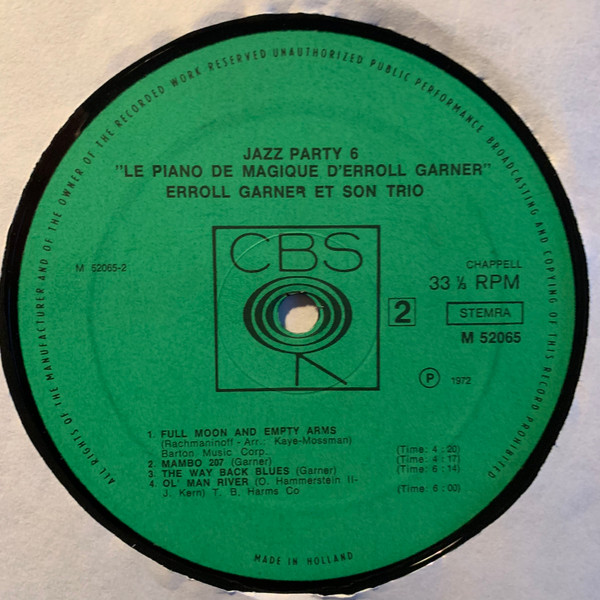 ALL RIGHTS OF THE MANUFACTURER AND OF THE OWNER OF THE RECORDED WORK RESERVED UNAUTHORIZED PUBLIC PERFORMANCE BROADCASTING AND COPYING OF THIS RECORD PROHIBITED
JAZZ PARTY 6
"LE PIANO DE MAGIQUE D'ERROLL GARNER"
ERROLL GARNER ET SON TRIO
CBS
M 52065-2
CHAPPELL
33 ⅓ RPM
2
STEMRA
M 52065
Ⓟ 1972
1. FULL MOON AND EMPTY ARMS
(Rachmaninoff - Arr.: Kaye-Mossman)
Barton Music Corp. (Time: 4 : 20)
2. MAMBO 207 (Garner) (Time: 4 : 17)
3. THE WAY BACK BLUES (Garner) (Time: 6 : 14)
4. OL' MAN RIVER (O. Hammerstein II-
J. Kern) T. B. Harms Co (Time: 6 : 00)
MADE IN HOLLAND